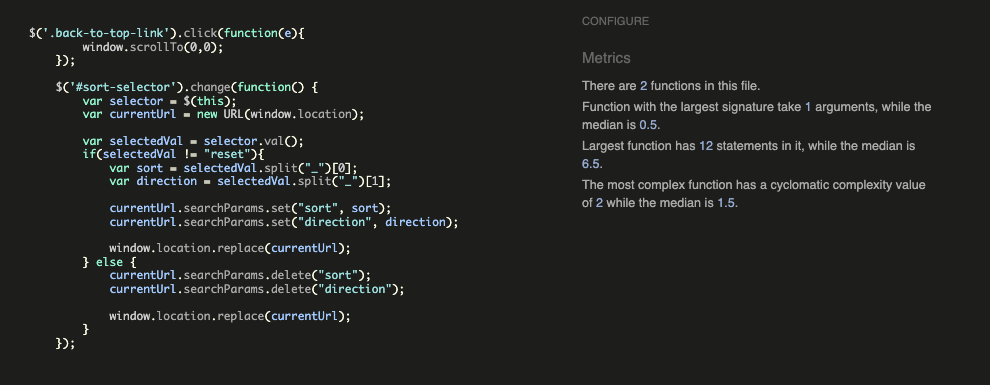 $('.back-to-top-link').click(function(e){
        window.scrollTo(0,0);
    });

    $('#sort-selector').change(function() {
        var selector = $(this);
        var currentUrl = new URL(window.location);

        var selectedVal = selector.val();
        if(selectedVal != "reset"){
            var sort = selectedVal.split("_")[0];
            var direction = selectedVal.split("_")[1];

            currentUrl.searchParams.set("sort", sort);
            currentUrl.searchParams.set("direction", direction);

            window.location.replace(currentUrl);
        } else {
            currentUrl.searchParams.delete("sort");
            currentUrl.searchParams.delete("direction");

            window.location.replace(currentUrl);
        }
    });
CONFIGURE
Metrics
There are 2 functions in this file.
Function with the largest signature take 1 arguments, while the
median is 0.5.
Largest function has 12 statements in it, while the median is
6.5.
The most complex function has a cyclomatic complexity value
of 2 while the median is 1.5.